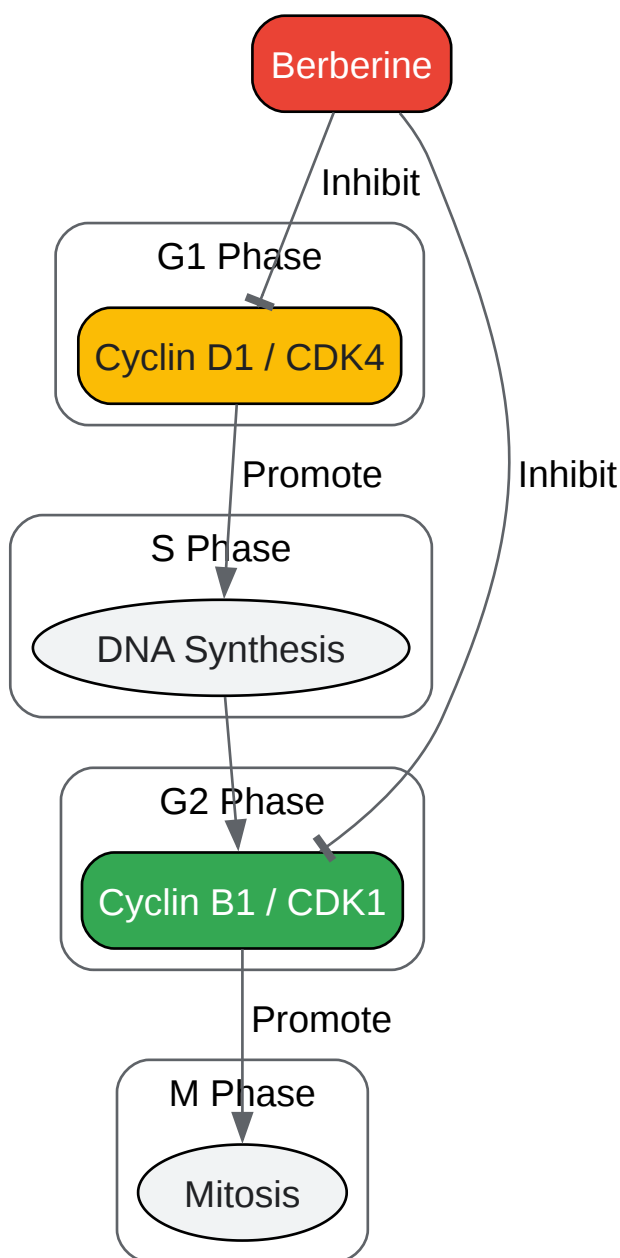 Berberine
Inhibit
G1 Phase
Cyclin D1 / CDK4
Promote
Inhibit
S Phase
DNA Synthesis
G2 Phase
Cyclin B1 / CDK1
Promote
M Phase
Mitosis